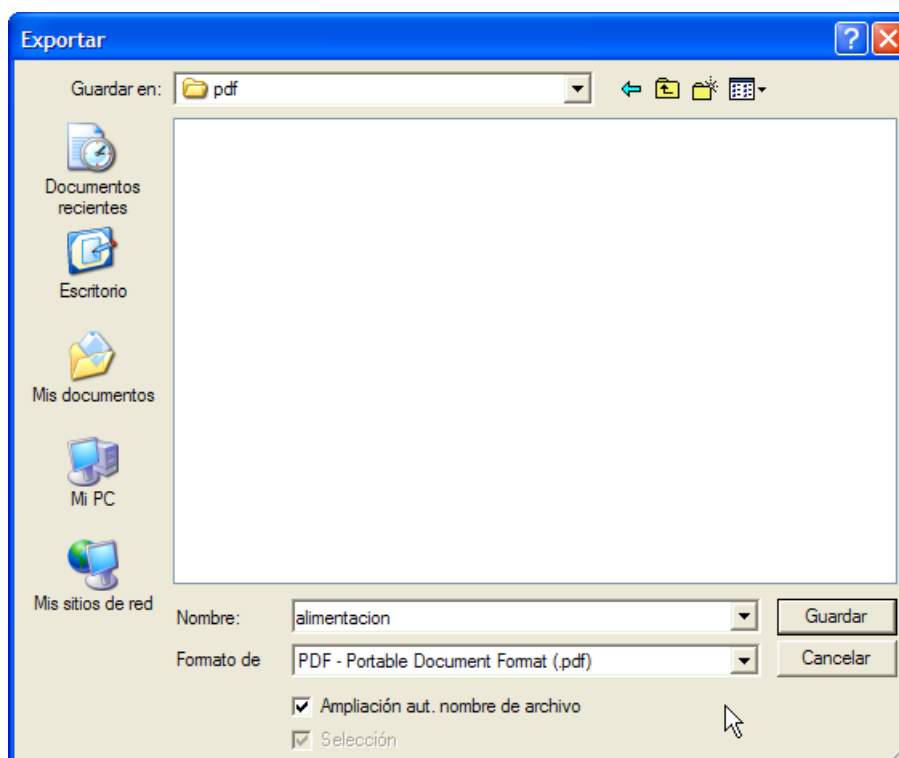 Exportar
Guardar en:
pdf
Documentos
recientes
Escritorio
Mis documentos
Mi PC
Mis sitios de red
Nombre:
alimentacion
Guardar
Formato de
PDF - Portable Document Format (.pdf)
Cancelar
Ampliación aut. nombre de archivo
Selección